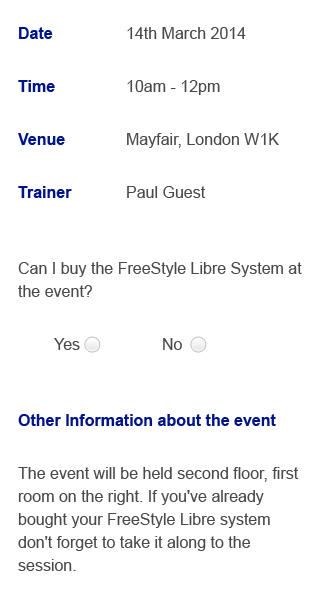 Date 14th March 2014
Time 10am - 12pm
Venue Mayfair, London W1K
Trainer Paul Guest
Can I buy the FreeStyle Libre System at
the event?
Yes No
Other Information about the event
The event will be held second floor, first
room on the right. If you've already
bought your FreeStyle Libre system
don't forget to take it along to the
session.